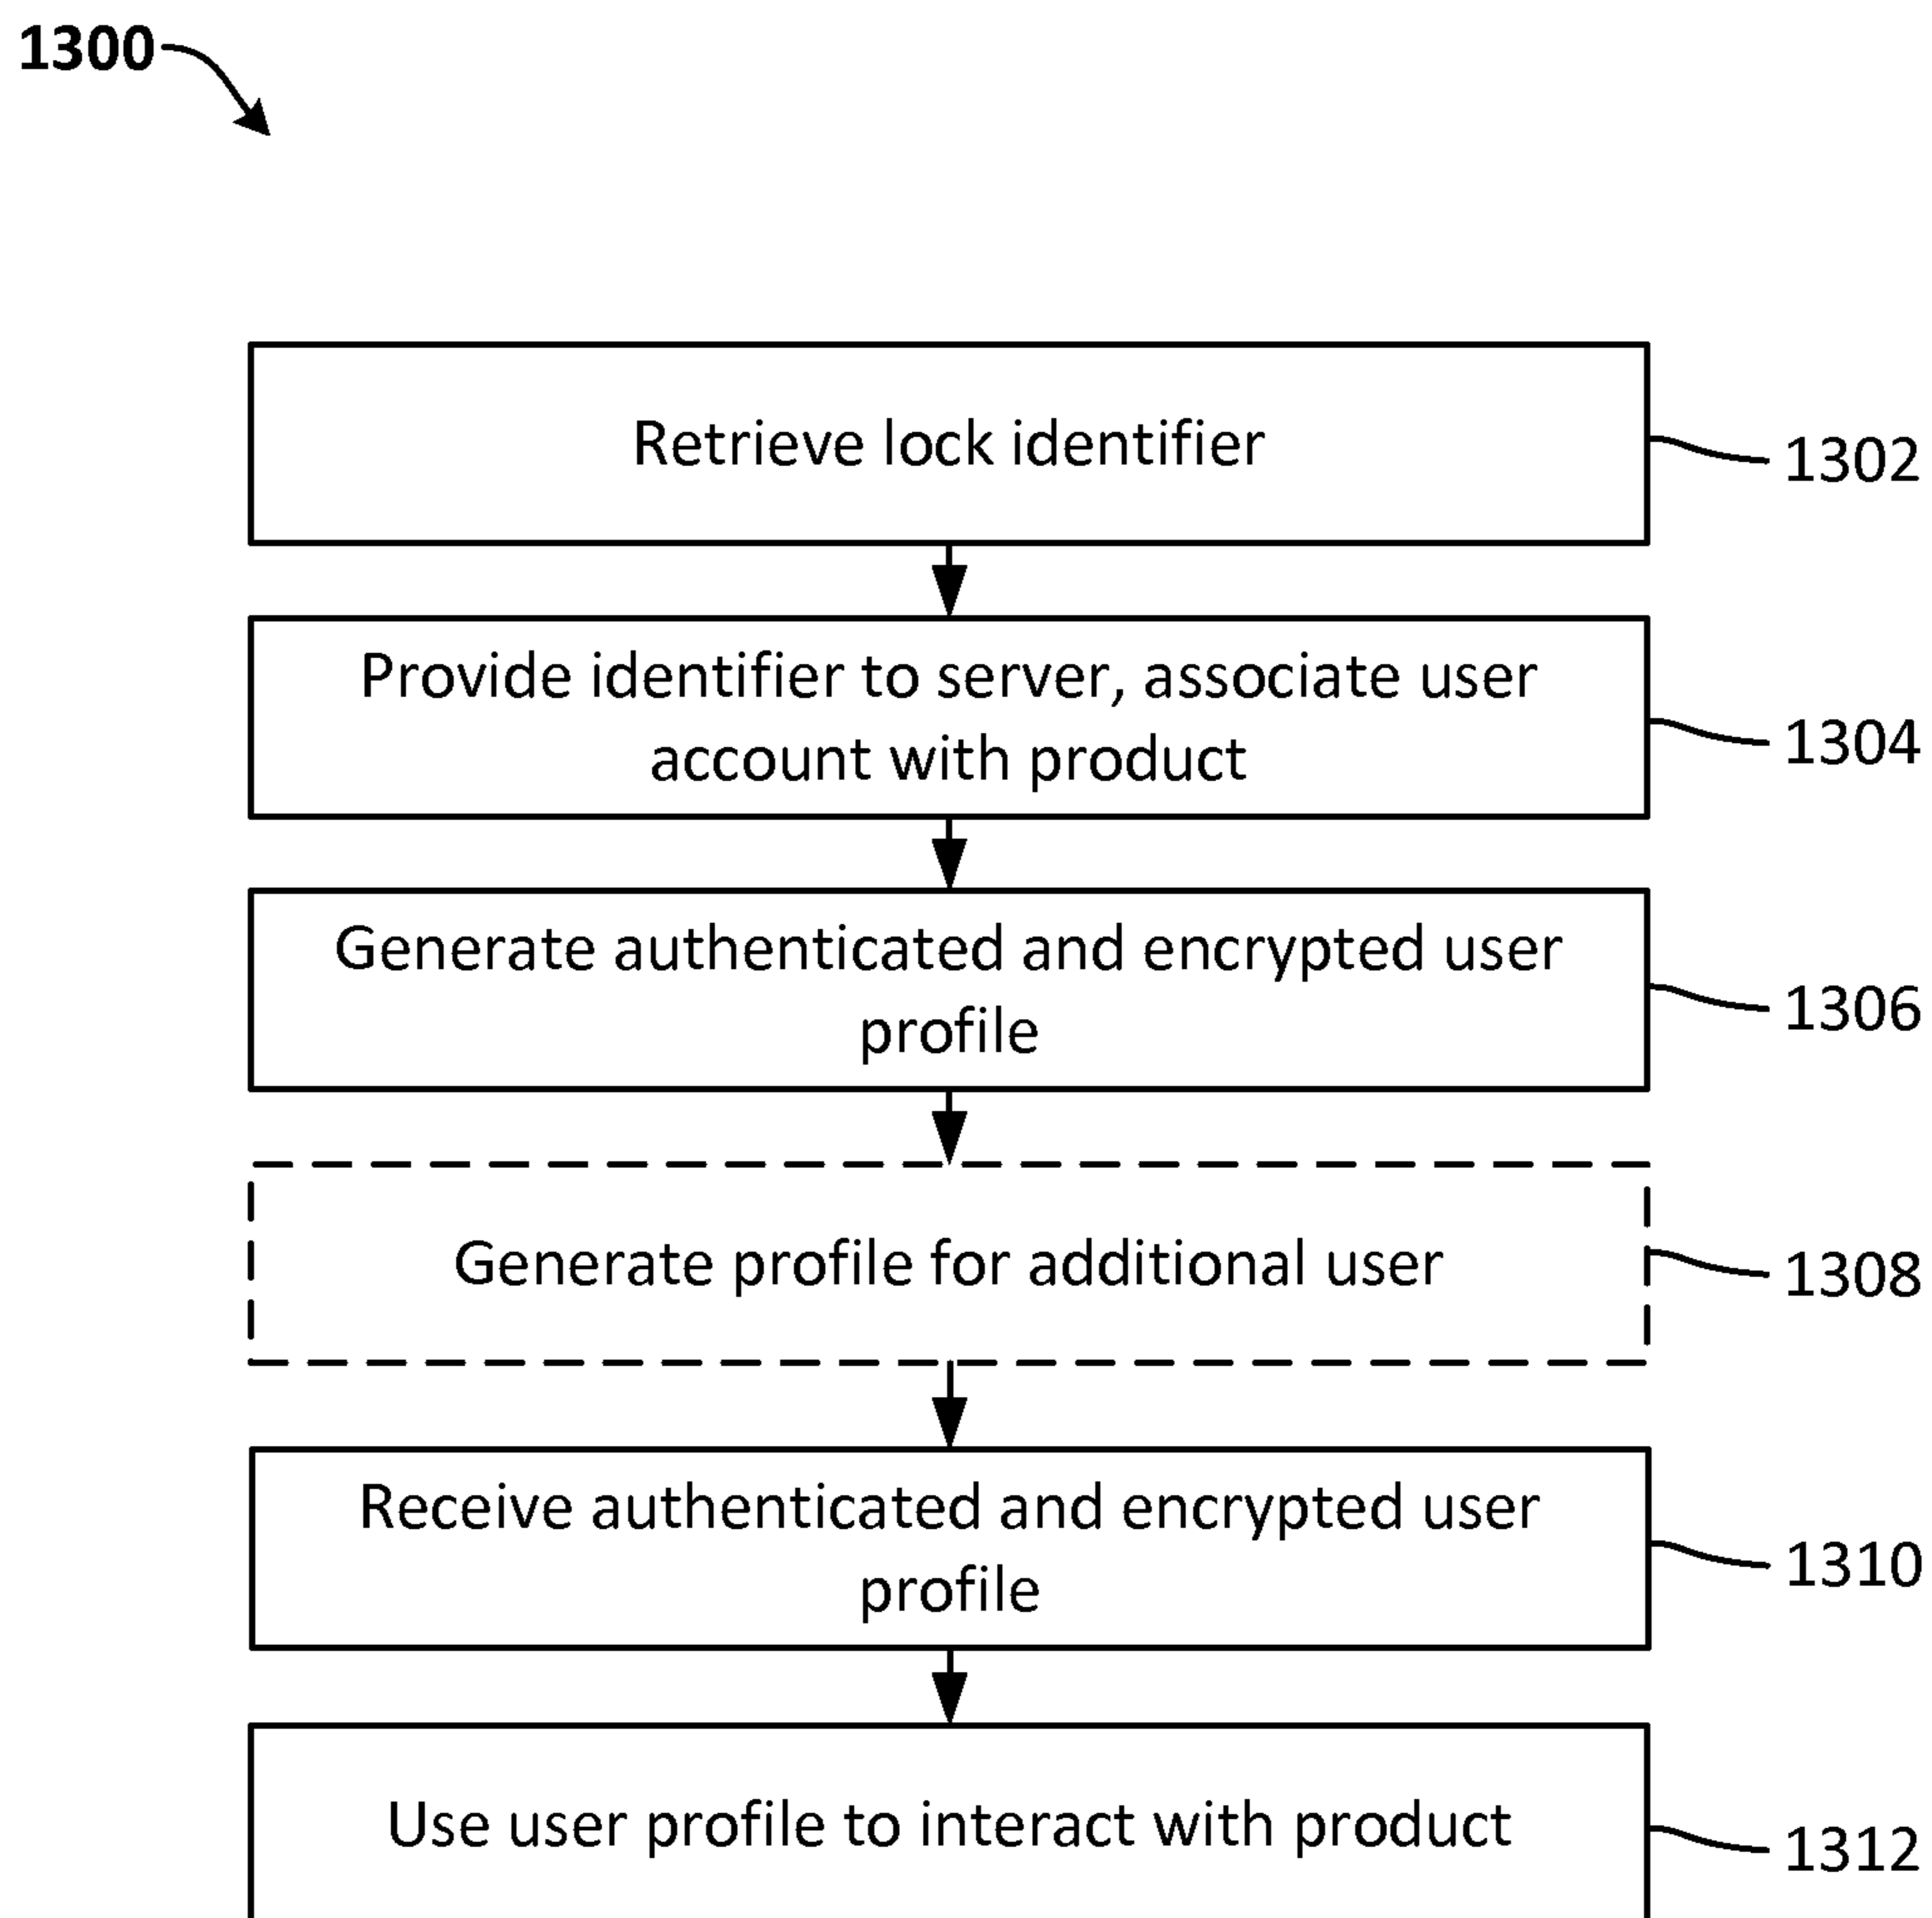 1300
Retrieve lock identifier
1302
Provide identifier to server, associate user
account with product
1304
Generate authenticated and encrypted user
profile
1306
Generate profile for additional user
1308
Receive authenticated and encrypted user
profile
1310
Use user profile to interact with product
1312